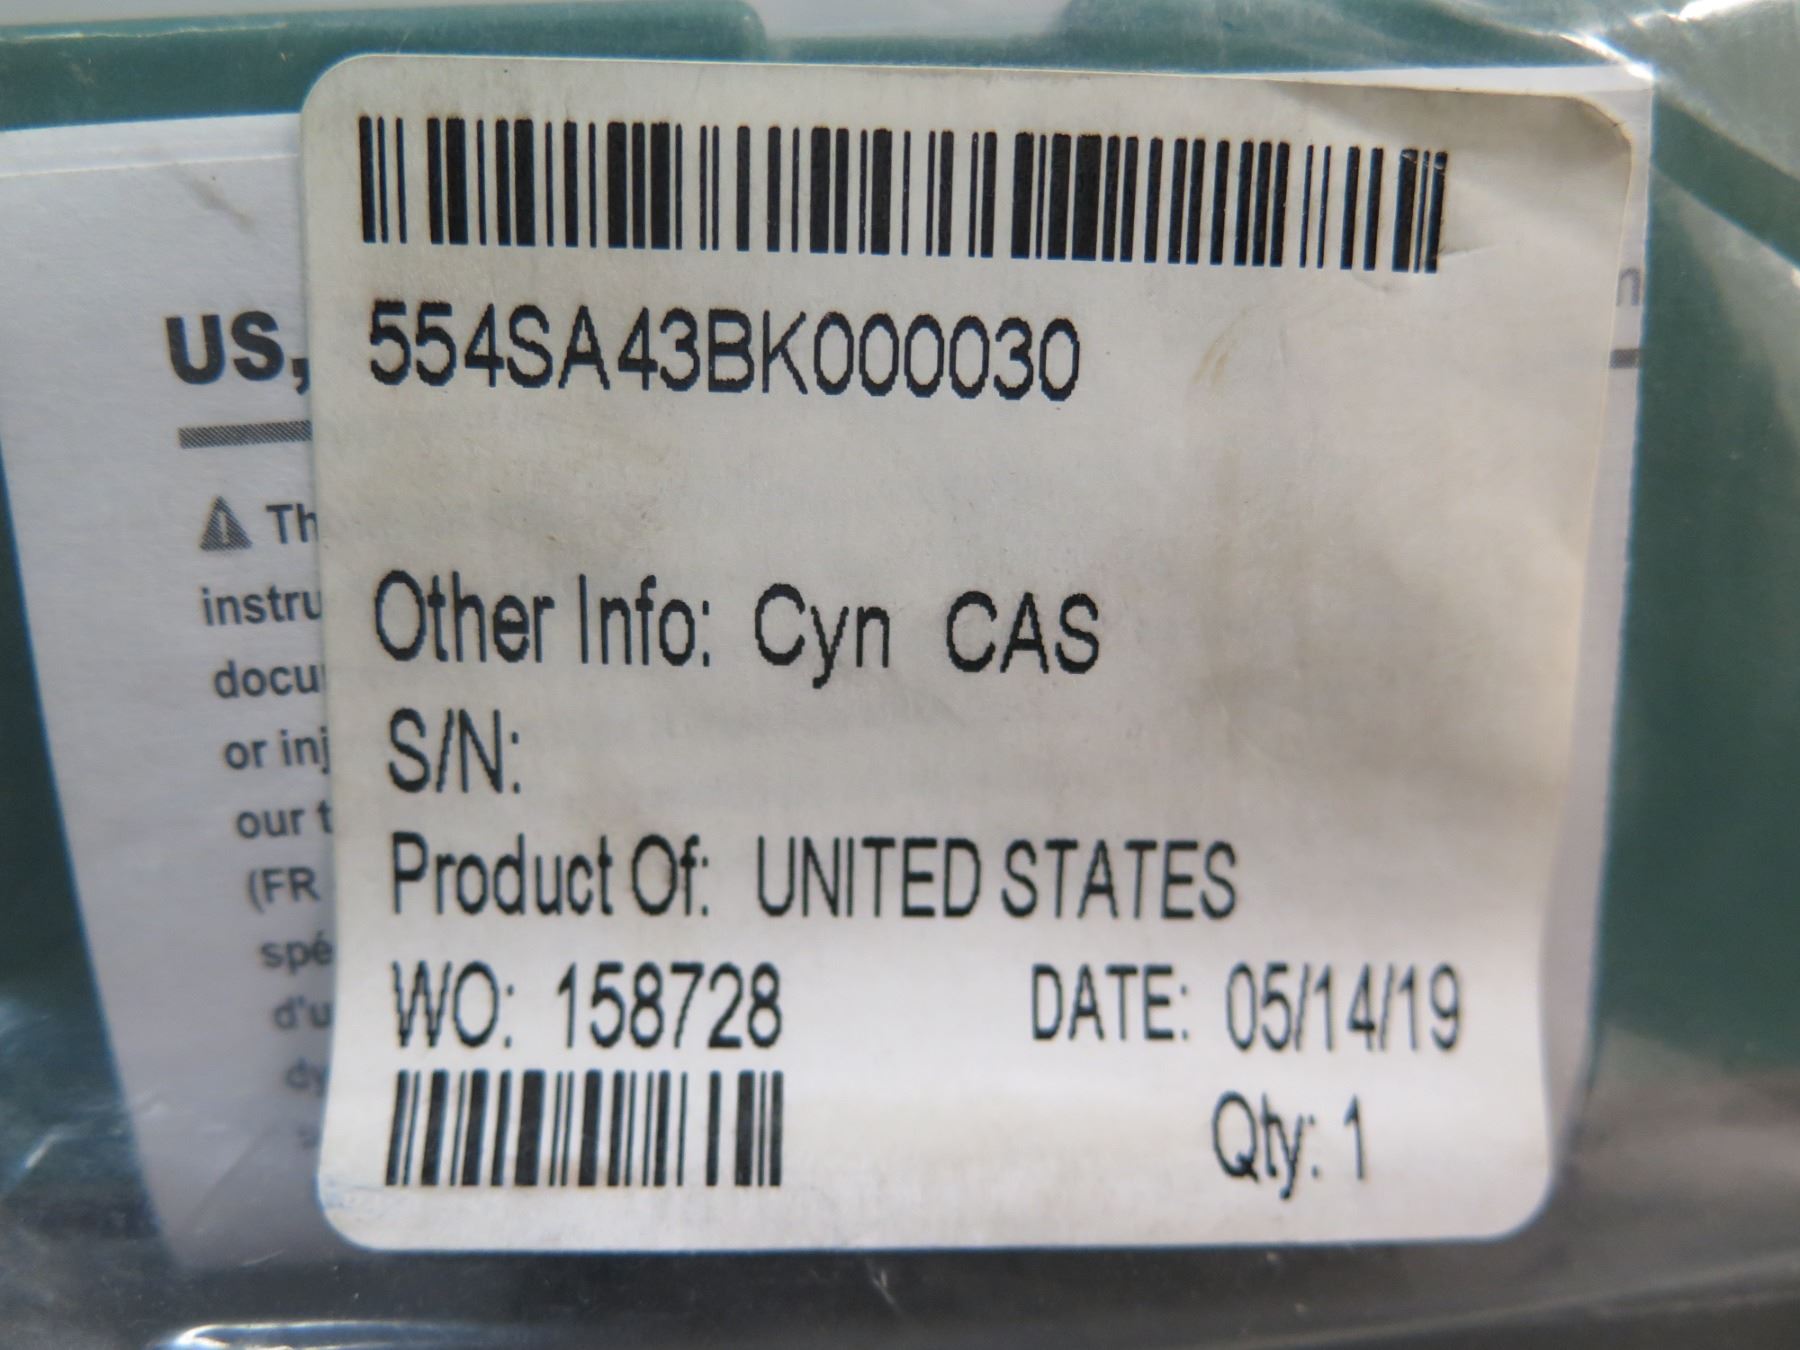 554SA43BK000030
Other Info: Cyn CAS
S/N:
Product Of: UNITED STATES
WO: 158728 DATE: 05/14/19
Qty: 1
US,
Th
instru
docu
or inj
our t
(FR
spé
d'u
dy